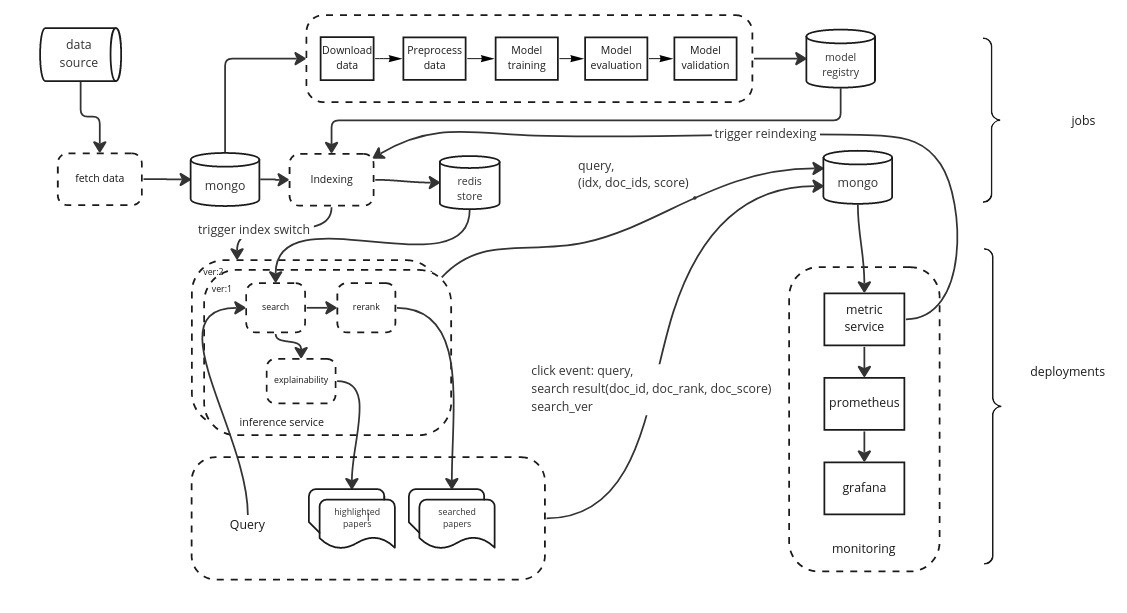 data
source
Download
data
Preprocess
data
Model
training
Model
evaluation
Model
validation
model
registry
jobs
trigger reindexing
fetch data
mongo
Indexing
redis
store
query,
(idx, doc_ids, score)
mongo
trigger index switch
ver:2
ver:1
search
rerank
explainability
inference service
click event: query,
search result(doc_id, doc_rank, doc_score)
search_ver
metric
service
prometheus
grafana
monitoring
deployments
Query
highlighted
papers
searched
papers